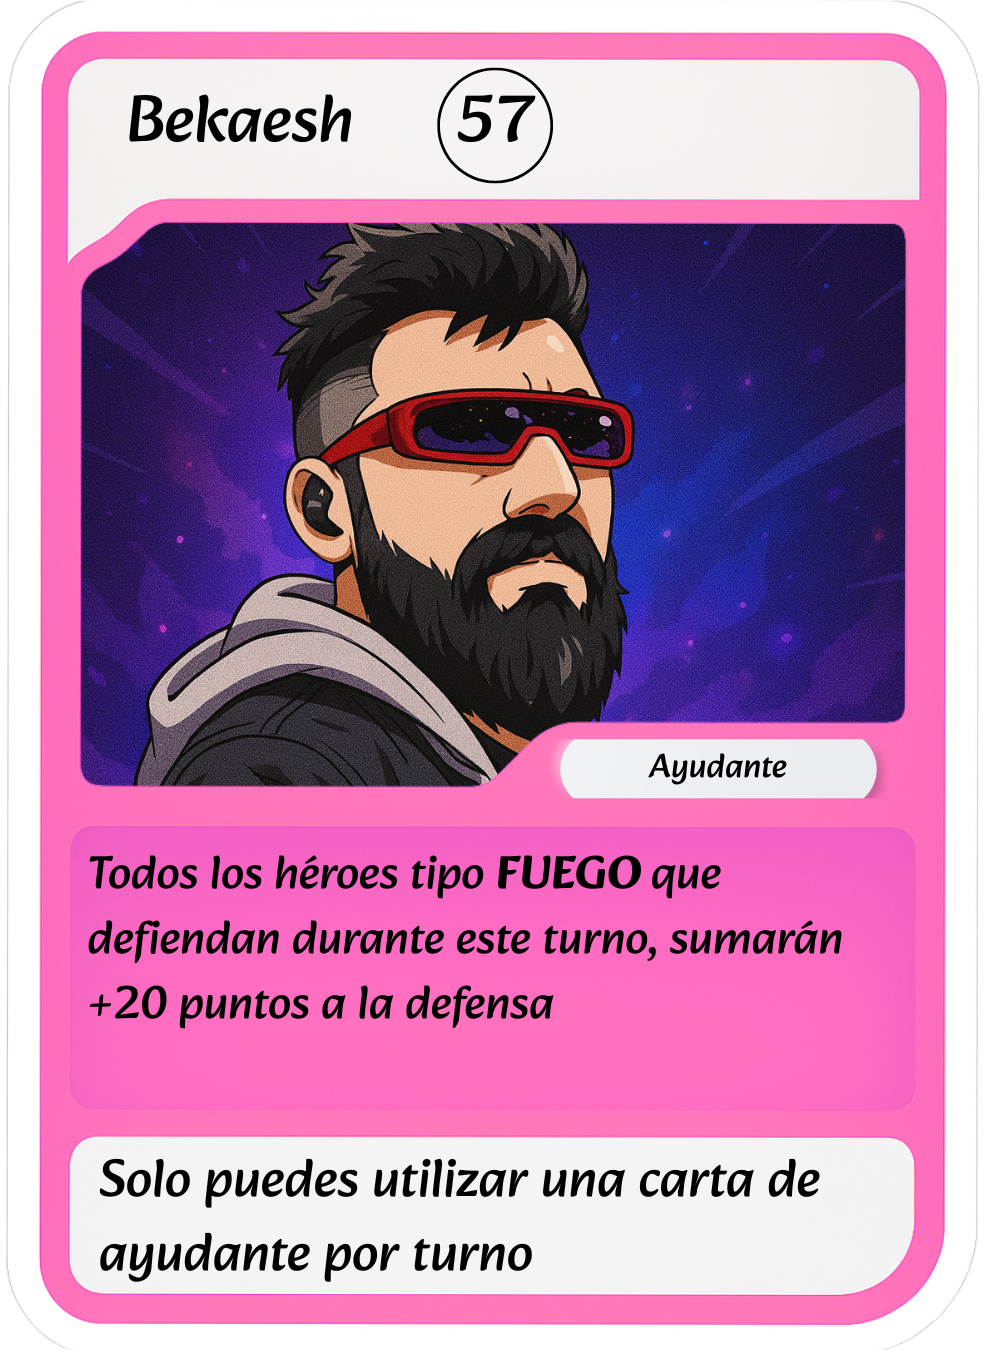 Bekaesh 57
Ayudante
Todos los héroes tipo FUEGO que
defiendan durante este turno, sumarán
+20 puntos a la defensa
Solo puedes utilizar una carta de
ayudante por turno